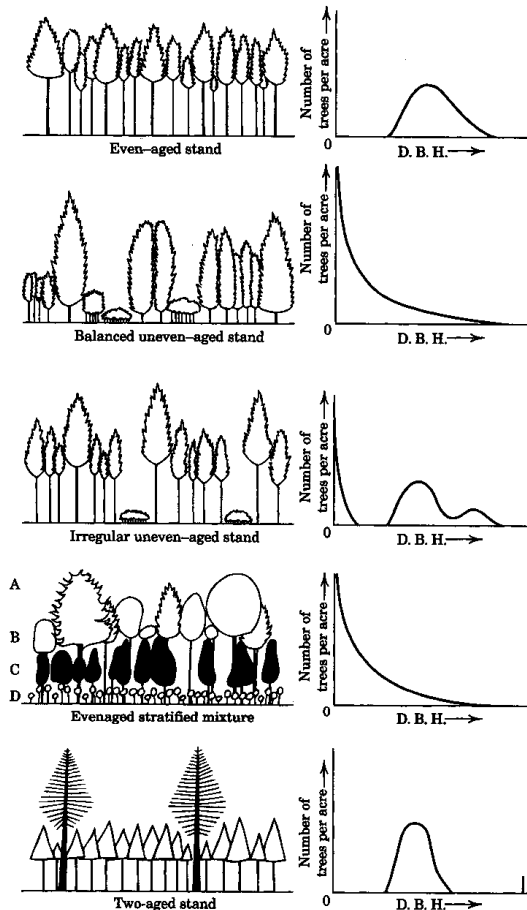 Number of
trees per acre
0
D. B. H.
Even–aged stand
Number of
trees per acre
0
D. B. H.
Balanced uneven–aged stand
Number of
trees per acre
0
D. B. H.
Irregular uneven–aged stand
A
B
C
D
Number of
trees per acre
0
D. B. H.
Evenaged stratified mixture
Number of
trees per acre
0
D. B. H.
Two–aged stand